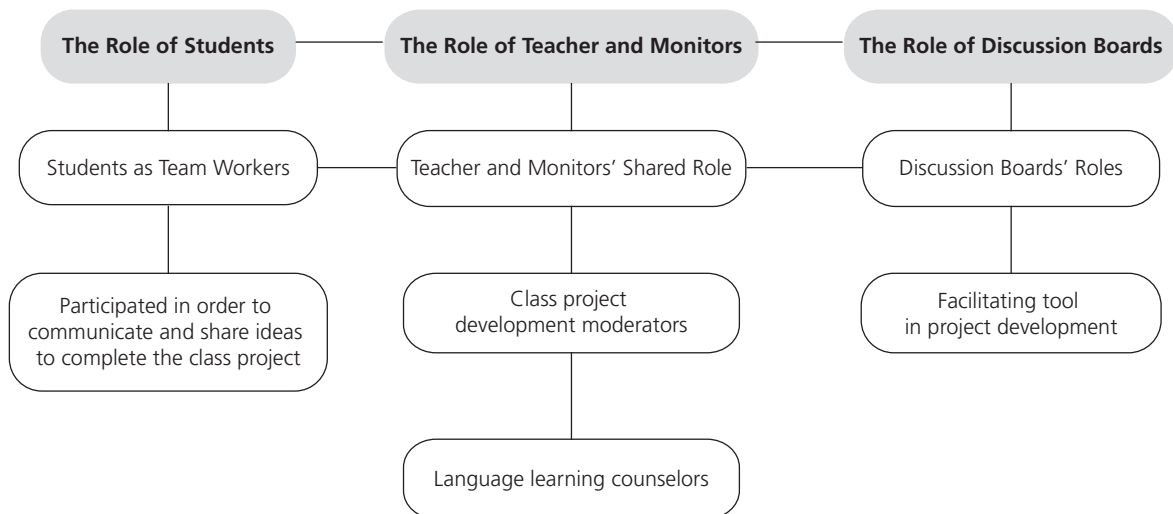 The Role of Students
The Role of Teacher and Monitors
The Role of Discussion Boards
Students as Team Workers
Teacher and Monitors’ Shared Role
Discussion Boards’ Roles
Participated in order to
communicate and share ideas
to complete the class project
Class project
development moderators
Facilitating tool
in project development
Language learning counselors